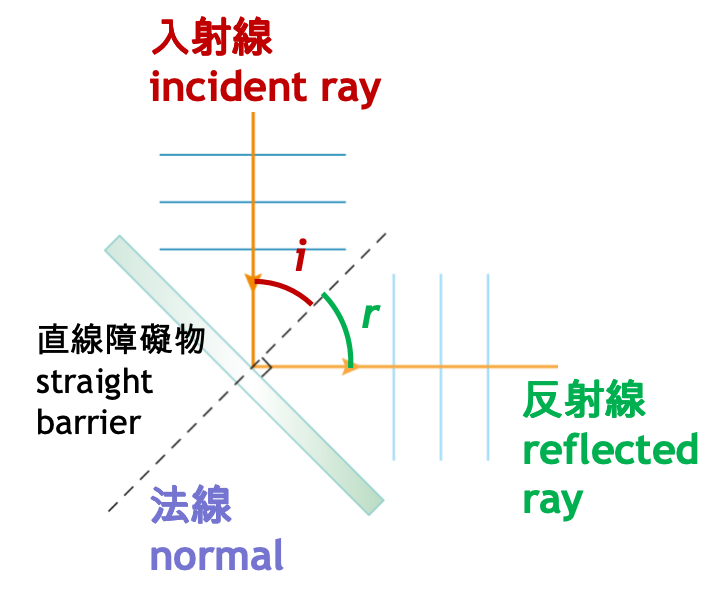 入射線
incident ray
i
r
直線障礙物
straight
barrier
反射線
reflected
ray
法線
normal